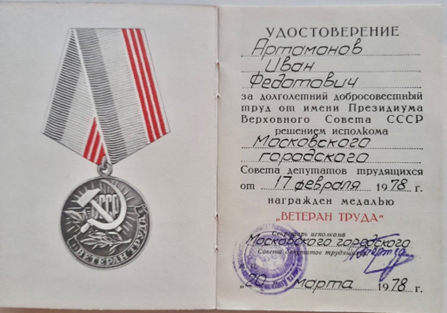 СССР
ВЕТЕРАН ТРУДА
УДОСТОВЕРЕНИЕ
Артамонов
Иван
Федатович
за долголетний добросовестный
труд от имени Президиума
Верховного Совета СССР
решением исполкома
Московского
городского
Совета депутатов трудящихся
от 17 февраля 1978 г.
награжден медалью
„ВЕТЕРАН ТРУДА“
Секретарь исполкома
Московского городского
Совета депутатов трудящихся
марта 1978 г.